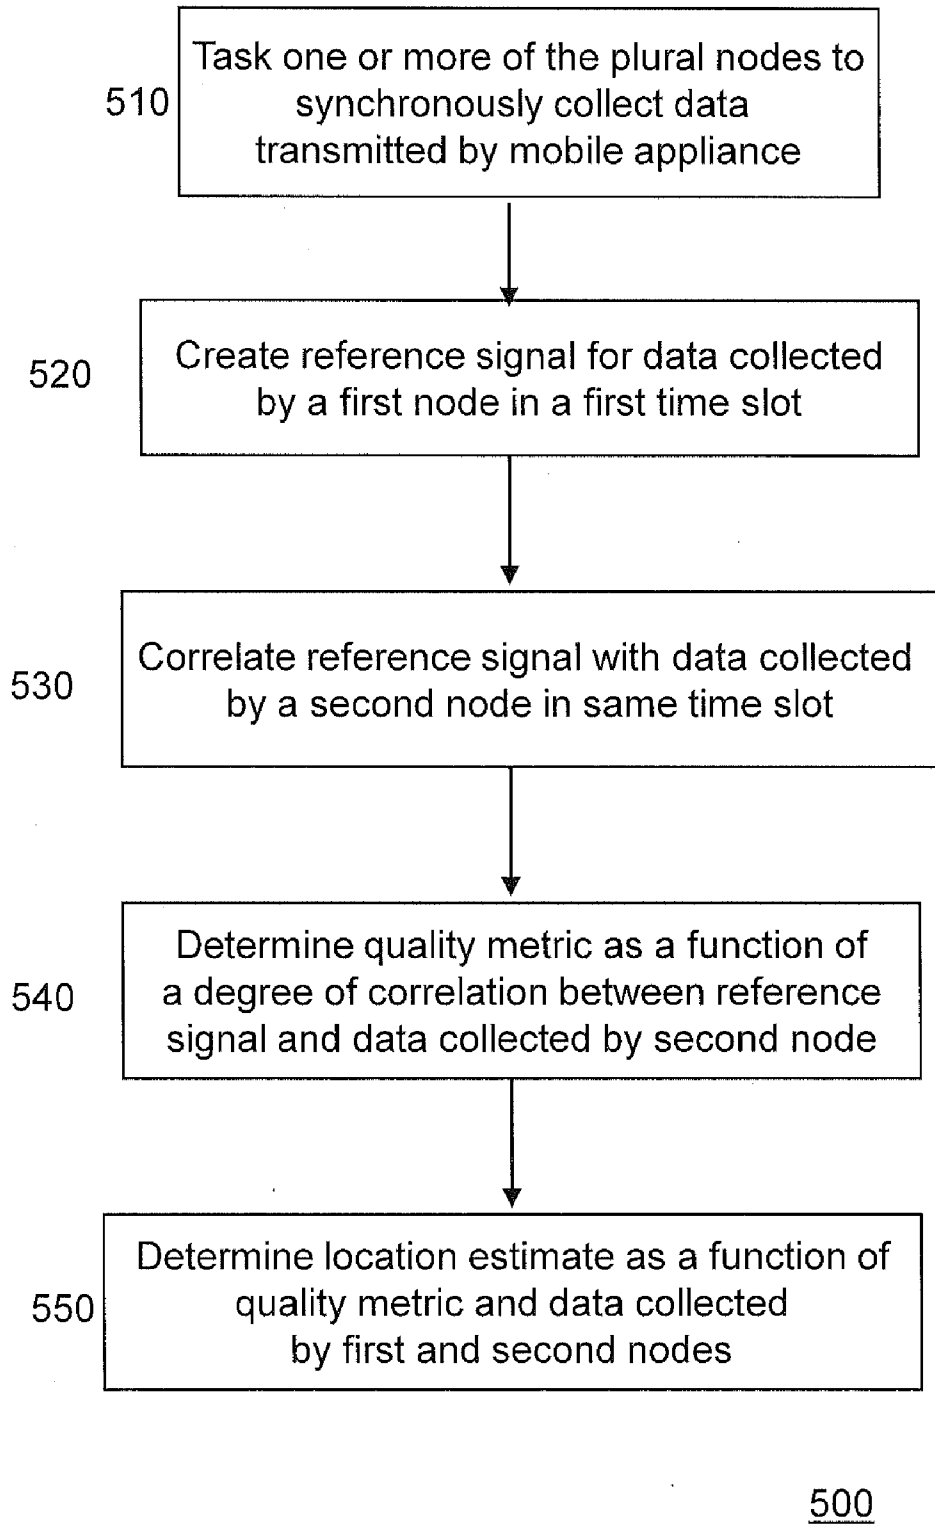 Task one or more of the plural nodes to
510
synchronously collect data
transmitted by mobile appliance
Create reference signal for data collected
520
by a first node in a first time slot
Correlate reference signal with data collected
530
by a second node in same time slot
Determine quality metric as a function of
540
a degree of correlation between reference
signal and data collected by second node
Determine location estimate as a function of
550
quality metric and data collected
by first and second nodes
500